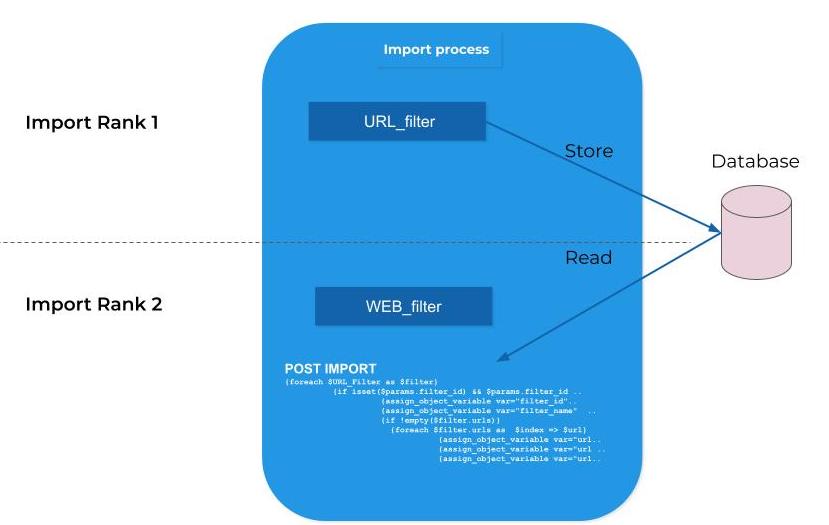 Import process
Import Rank 1
URL_filter
Store
Database
Read
Import Rank 2
WEB_filter
POST IMPORT
{foreach $URL_Filter as $filter}
{if isset($params.filter_id) && $params.filter_id ..
{assign_object_variable var="filter_id"..
{assign_object_variable var="filter_name" ..
{if !empty($filter.urls)}
{foreach $filter.urls as $index => $url}
{assign_object_variable var="url..
{assign_object_variable var="url ..
{assign_object_variable var="url..